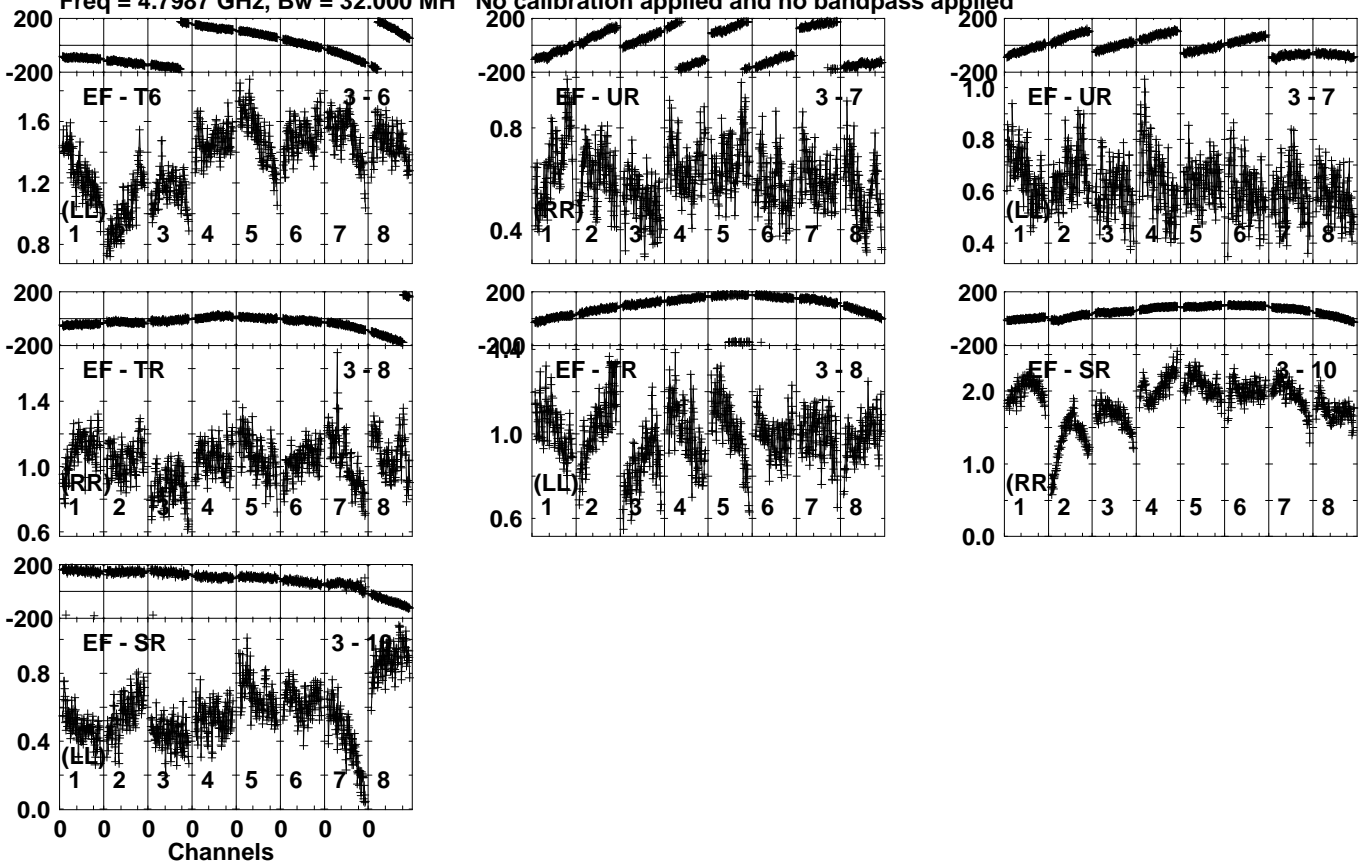 Freq = 4.7987 GHz, Bw = 32.000 MH No calibration applied and no bandpass applied
200
-200
EF - T6 3 - 6
1.6
1.2
0.8
(LL)
1 2 3 4 5 6 7 8
EF - UR 3 - 7
0.8
0.4
(RR)
1 2 3 4 5 6 7 8
200
-200
1.0
EF - UR 3 - 7
0.8
0.6
0.4
(LL)
1 2 3 4 5 6 7 8
200
-200
EF - TR 3 - 8
1.4
1.0
0.6
(RR)
1 2 3 4 5 6 7 8
200
-200
1.4
EF - TR 3 - 8
1.0
0.6
(LL)
1 2 3 4 5 6 7 8
200
-200
EF - SR 3 - 10
2.0
1.0
0.0
(RR)
1 2 3 4 5 6 7 8
200
-200
EF - SR 3 - 10
0.8
0.4
0.0
(LL)
1 2 3 4 5 6 7 8
0 0 0 0 0 0 0 0
Channels